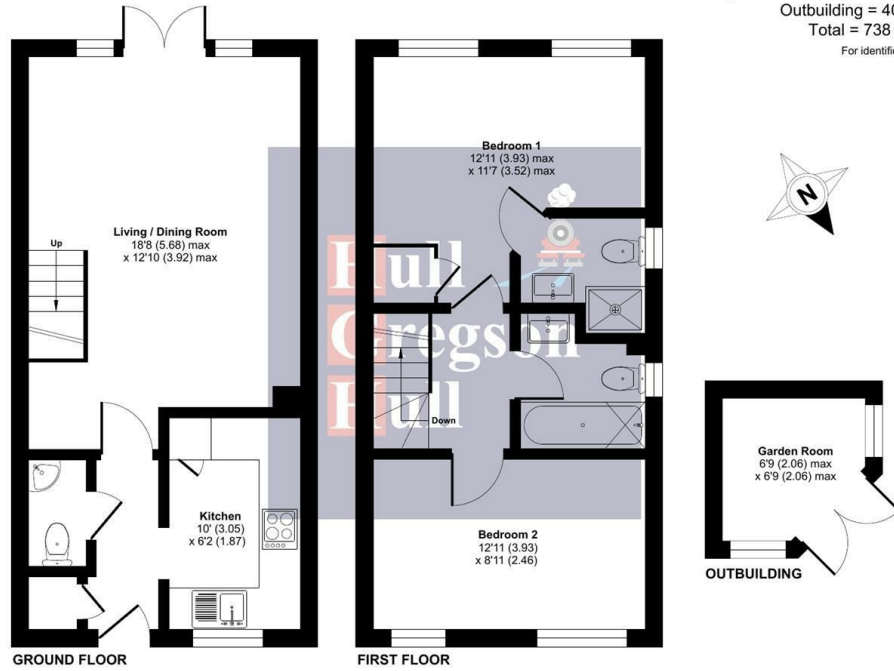 Outbuilding = 40
Total = 738
For identifi
Bedroom 1
12'11 (3.93) max
x 11'7 (3.52) max
N
Living / Dining Room
18'8 (5.68) max
x 12'10 (3.92) max
Up
Hull
Gregson
Hull
Down
Garden Room
6'9 (2.06) max
x 6'9 (2.06) max
Kitchen
10' (3.05)
x 6'2 (1.87)
Bedroom 2
12'11 (3.93)
x 8'11 (2.46)
OUTBUILDING
GROUND FLOOR
FIRST FLOOR